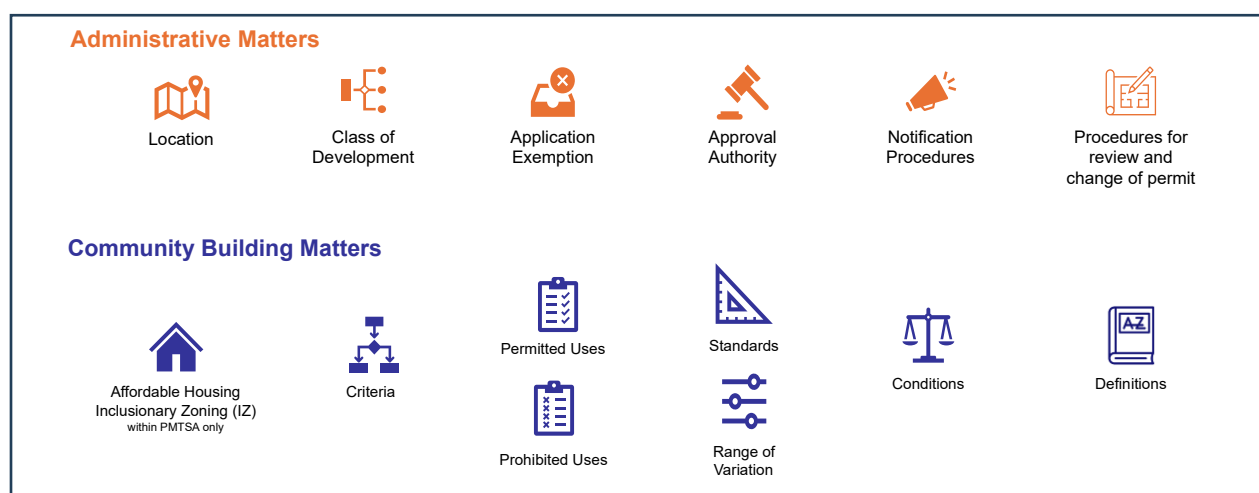 Administrative Matters
Location
Class of
Development
Application
Exemption
Approval
Authority
Notification
Procedures
Procedures for
review and
change of permit
Community Building Matters
Affordable Housing
Inclusionary Zoning (IZ)
within PMTSA only
Criteria
Permitted Uses
Prohibited Uses
Standards
Range of
Variation
Conditions
A-Z
Definitions